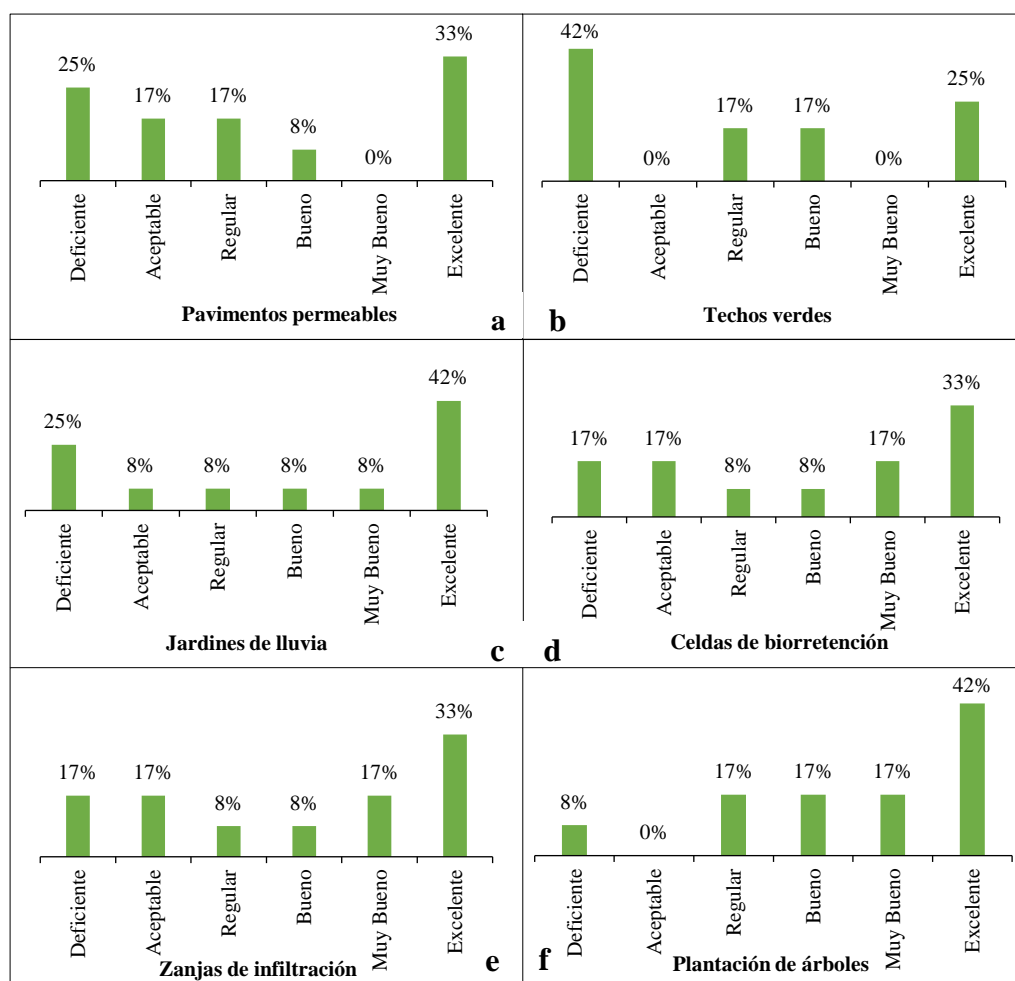 25%
17%
17%
8%
0%
33%
Deficiente
Aceptable
Regular
Bueno
Muy Bueno
Excelente
Pavimentos permeables
a
42%
0%
17%
17%
0%
25%
Deficiente
Aceptable
Regular
Bueno
Muy Bueno
Excelente
b
Techos verdes
25%
8%
8%
8%
8%
42%
Deficiente
Aceptable
Regular
Bueno
Muy Bueno
Excelente
Jardines de lluvia
c
17%
17%
8%
8%
17%
33%
Deficiente
Aceptable
Regular
Bueno
Muy Bueno
Excelente
d
Celdas de biorretención
17%
17%
8%
8%
17%
33%
Deficiente
Aceptable
Regular
Bueno
Muy Bueno
Excelente
Zanjas de infiltración
e
8%
0%
17%
17%
17%
42%
Deficiente
Aceptable
Regular
Bueno
Muy Bueno
Excelente
f
Plantación de árboles